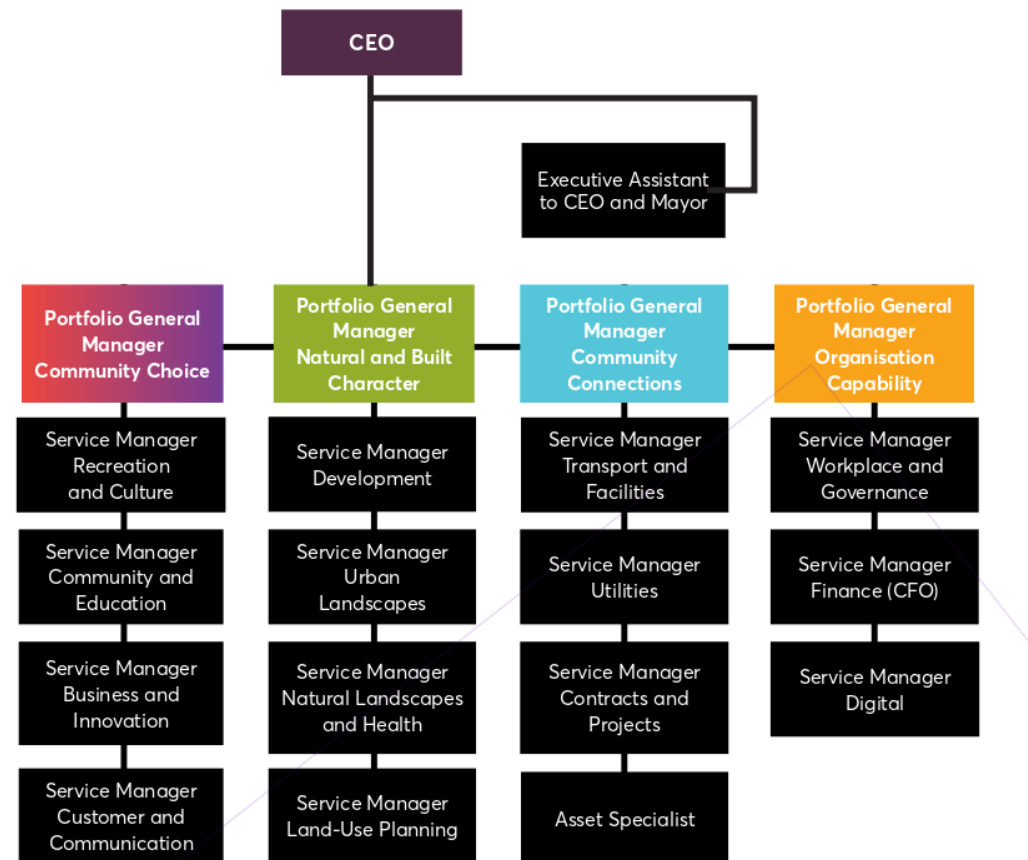 CEO
Executive Assistant
to CEO and Mayor
Portfolio General
Manager
Community Choice
Service Manager
Recreation
and Culture
Service Manager
Community and
Education
Service Manager
Business and
Innovation
Service Manager
Customer and
Communication
Portfolio General
Manager
Natural and Built
Character
Service Manager
Development
Service Manager
Urban
Landscapes
Service Manager
Natural Landscapes
and Health
Service Manager
Land-Use Planning
Portfolio General
Manager
Community
Connections
Service Manager
Transport and
Facilities
Service Manager
Utilities
Service Manager
Contracts and
Projects
Asset Specialist
Portfolio General
Manager
Organisation
Capability
Service Manager
Workplace and
Governance
Service Manager
Finance (CFO)
Service Manager
Digital